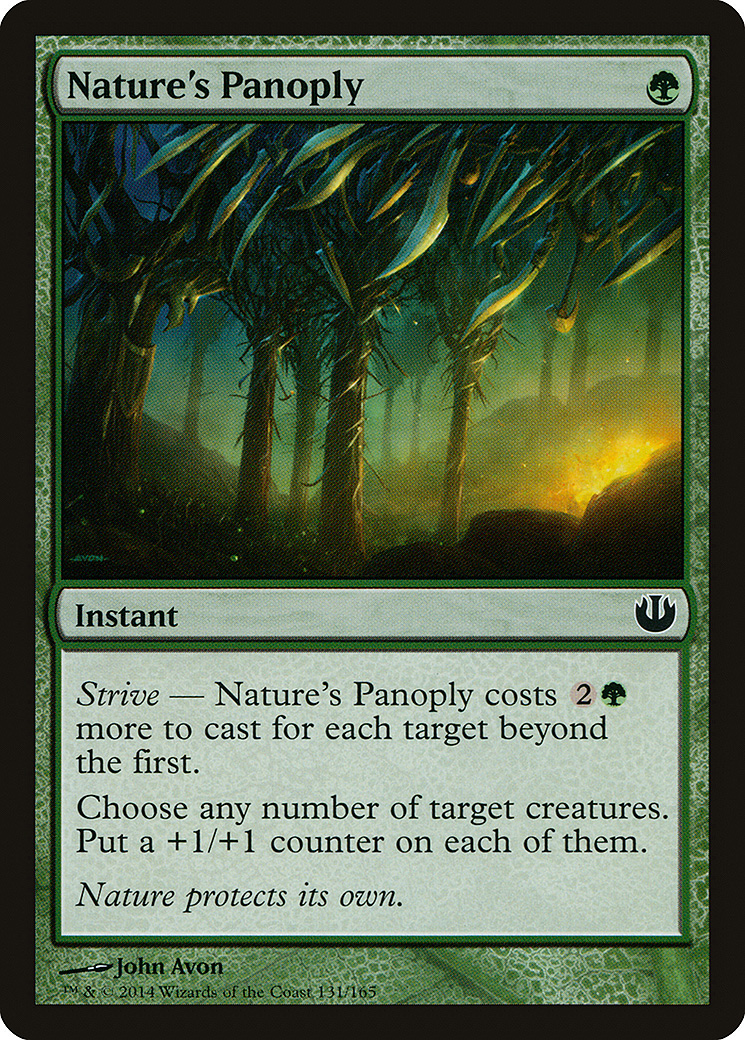 Nature's Panoply
AVON
Instant
Strive — Nature's Panoply costs 2
more to cast for each target beyond
the first.
Choose any number of target creatures.
Put a +1/+1 counter on each of them.
Nature protects its own.
John Avon
™ & © 2014 Wizards of the Coast 131/165